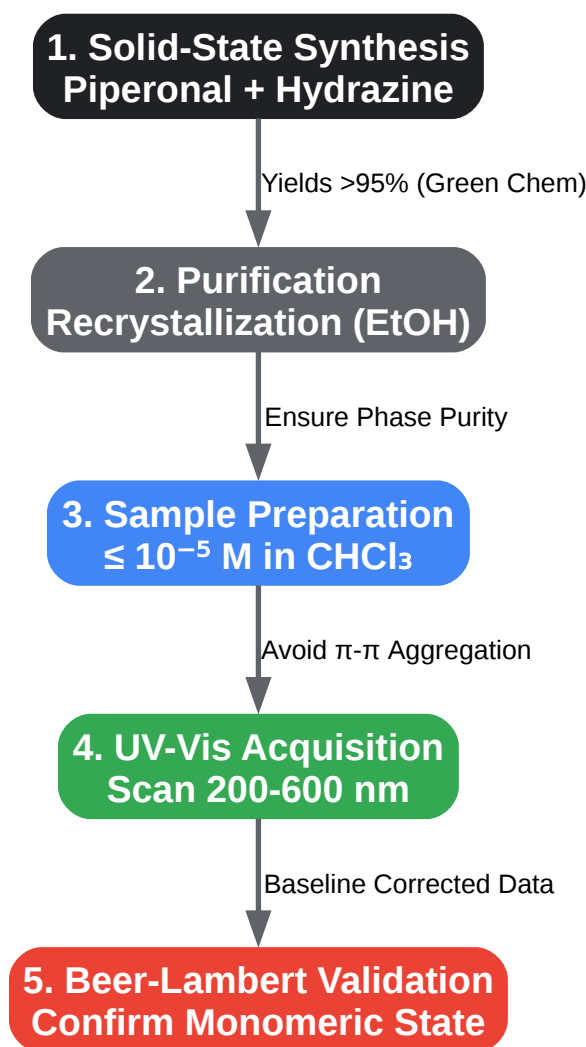 1. Solid-State Synthesis
Piperonal + Hydrazine
Yields >95% (Green Chem)
2. Purification
Recrystallization (EtOH)
Ensure Phase Purity
3. Sample Preparation
≤ 10⁻⁵ M in CHCl₃
Avoid π-π Aggregation
4. UV-Vis Acquisition
Scan 200-600 nm
Baseline Corrected Data
5. Beer-Lambert Validation
Confirm Monomeric State